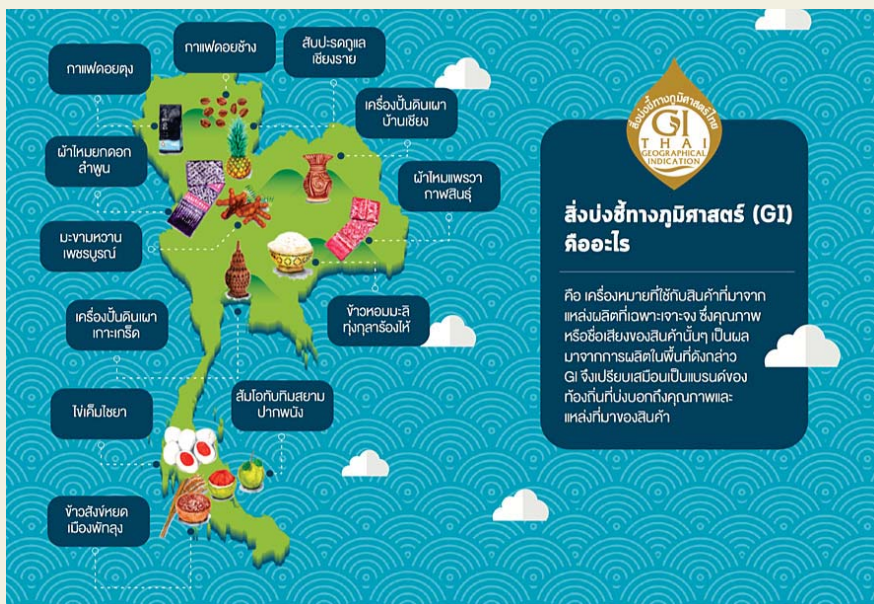 กาแฟดอยตุง
กาแฟดอยช้าง
สับปะรดภูแล
เชียงราย
เครื่องปั้นดินเผา
บ้านเชียง
ผ้าไหมยกดอก
ลำพูน
ผ้าไหมแพรวา
กาฬสินธุ์
มะขามหวาน
เพชรบูรณ์
เครื่องปั้นดินเผา
เกาะเกร็ด
ข้าวหอมมะลิ
ทุ่งกุลาร้องไห้
ไข่เค็มไชยา
ส้มโอทับทิมสยาม
ปากพนัง
ข้าวสังข์หยด
เมืองพัทลุง
สิ่งบ่งชี้ทางภูมิศาสตร์ไทย
GI
THAI
GEOGRAPHICAL
INDICATION
สิ่งบ่งชี้ทางภูมิศาสตร์ (GI)
คืออะไร
คือ เครื่องหมายที่ใช้กับสินค้าที่มาจาก
แหล่งผลิตที่เฉพาะเจาะจง ซึ่งคุณภาพ
หรือชื่อเสียงของสินค้านั้นๆ เป็นผล
มาจากการผลิตในพื้นที่ดังกล่าว
GI จึงเปรียบเสมือนเป็นแบรนด์ของ
ท้องถิ่นที่บ่งบอกถึงคุณภาพและ
แหล่งที่มาของสินค้า